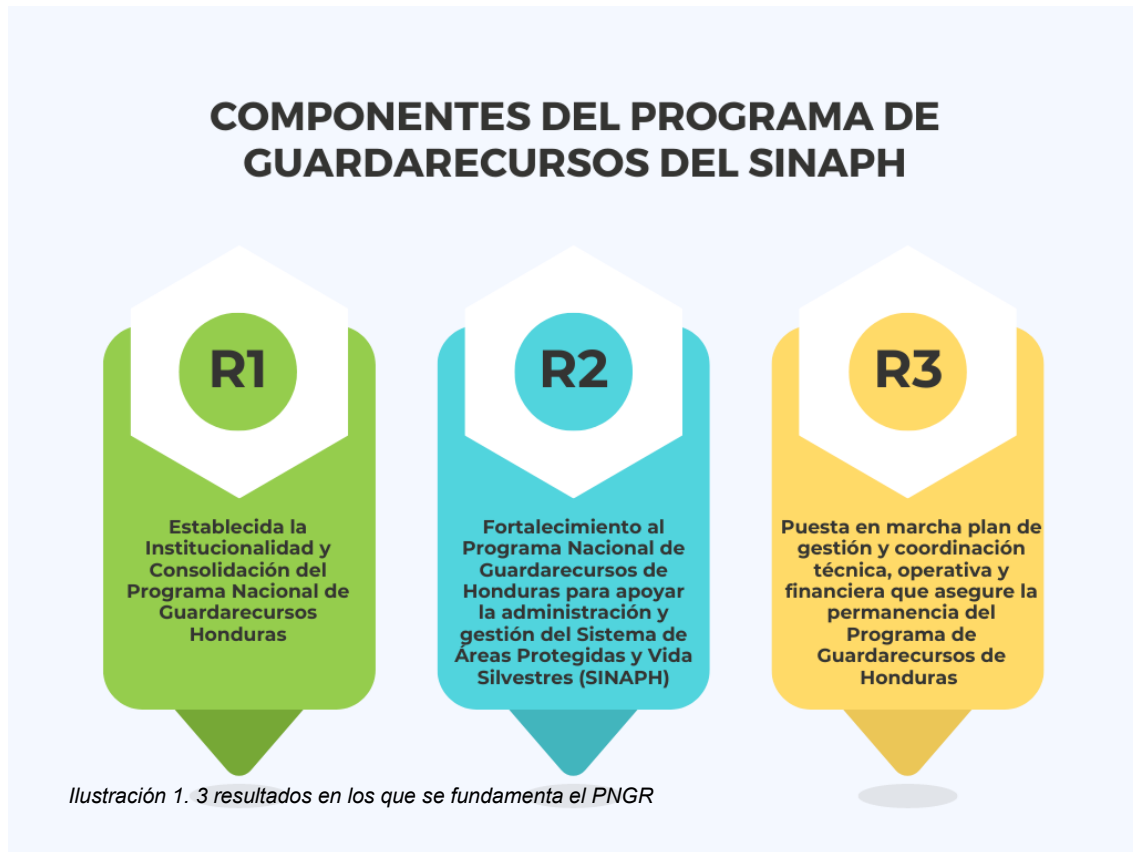 COMPONENTES DEL PROGRAMA DE
GUARDARECURSOS DEL SINAPH
R1
Establecida la
Institucionalidad y
Consolidación del
Programa Nacional de
Guardarecursos
Honduras
R2
Fortalecimiento al
Programa Nacional de
Guardarecursos de
Honduras para apoyar
la administración y
gestión del Sistema de
Áreas Protegidas y Vida
Silvestres (SINAPH)
R3
Puesta en marcha plan de
gestión y coordinación
técnica, operativa y
financiera que asegure la
permanencia del
Programa de
Guardarecursos de
Honduras
Ilustración 1. 3 resultados en los que se fundamenta el PNGR